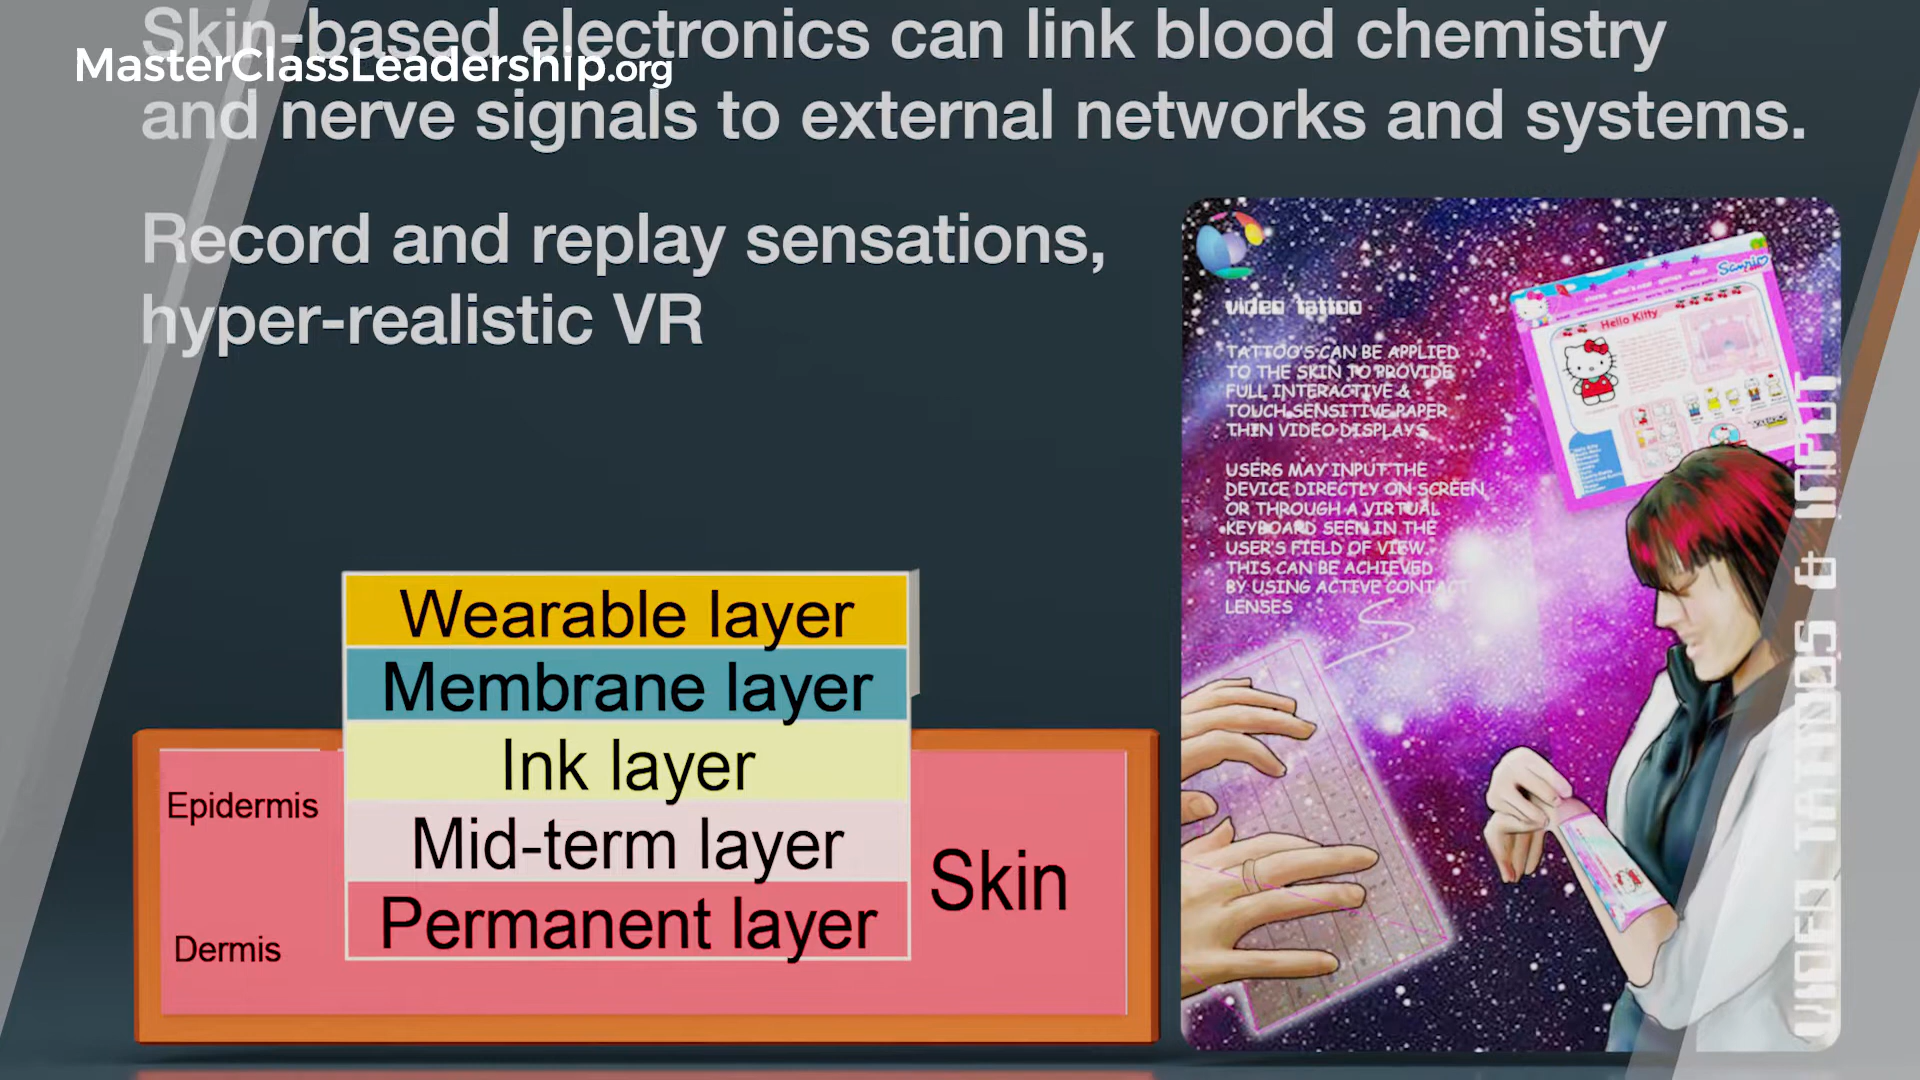 Skin-based electronics can link blood chemistry
MasterClassLeadership.org
and nerve signals to external networks and systems.
Record and replay sensations,
hyper-realistic VR
Wearable layer
Membrane layer
Ink layer
Mid-term layer
Permanent layer
Epidermis
Dermis
Skin
video tattoo
TATTOO'S CAN BE APPLIED
TO THE SKIN TO PROVIDE
FULL INTERACTIVE &
TOUCH SENSITIVE PAPER
THIN VIDEO DISPLAYS
USERS MAY INPUT THE
DEVICE DIRECTLY ON SCREEN
OR THROUGH A VIRTUAL
KEYBOARD SEEN IN THE
USER'S FIELD OF VIEW.
THIS CAN BE ACHIEVED
BY USING ACTIVE CONTACT
LENSES
Sanrio
Hello Kitty
VIDEO TATTOOS & INPUT